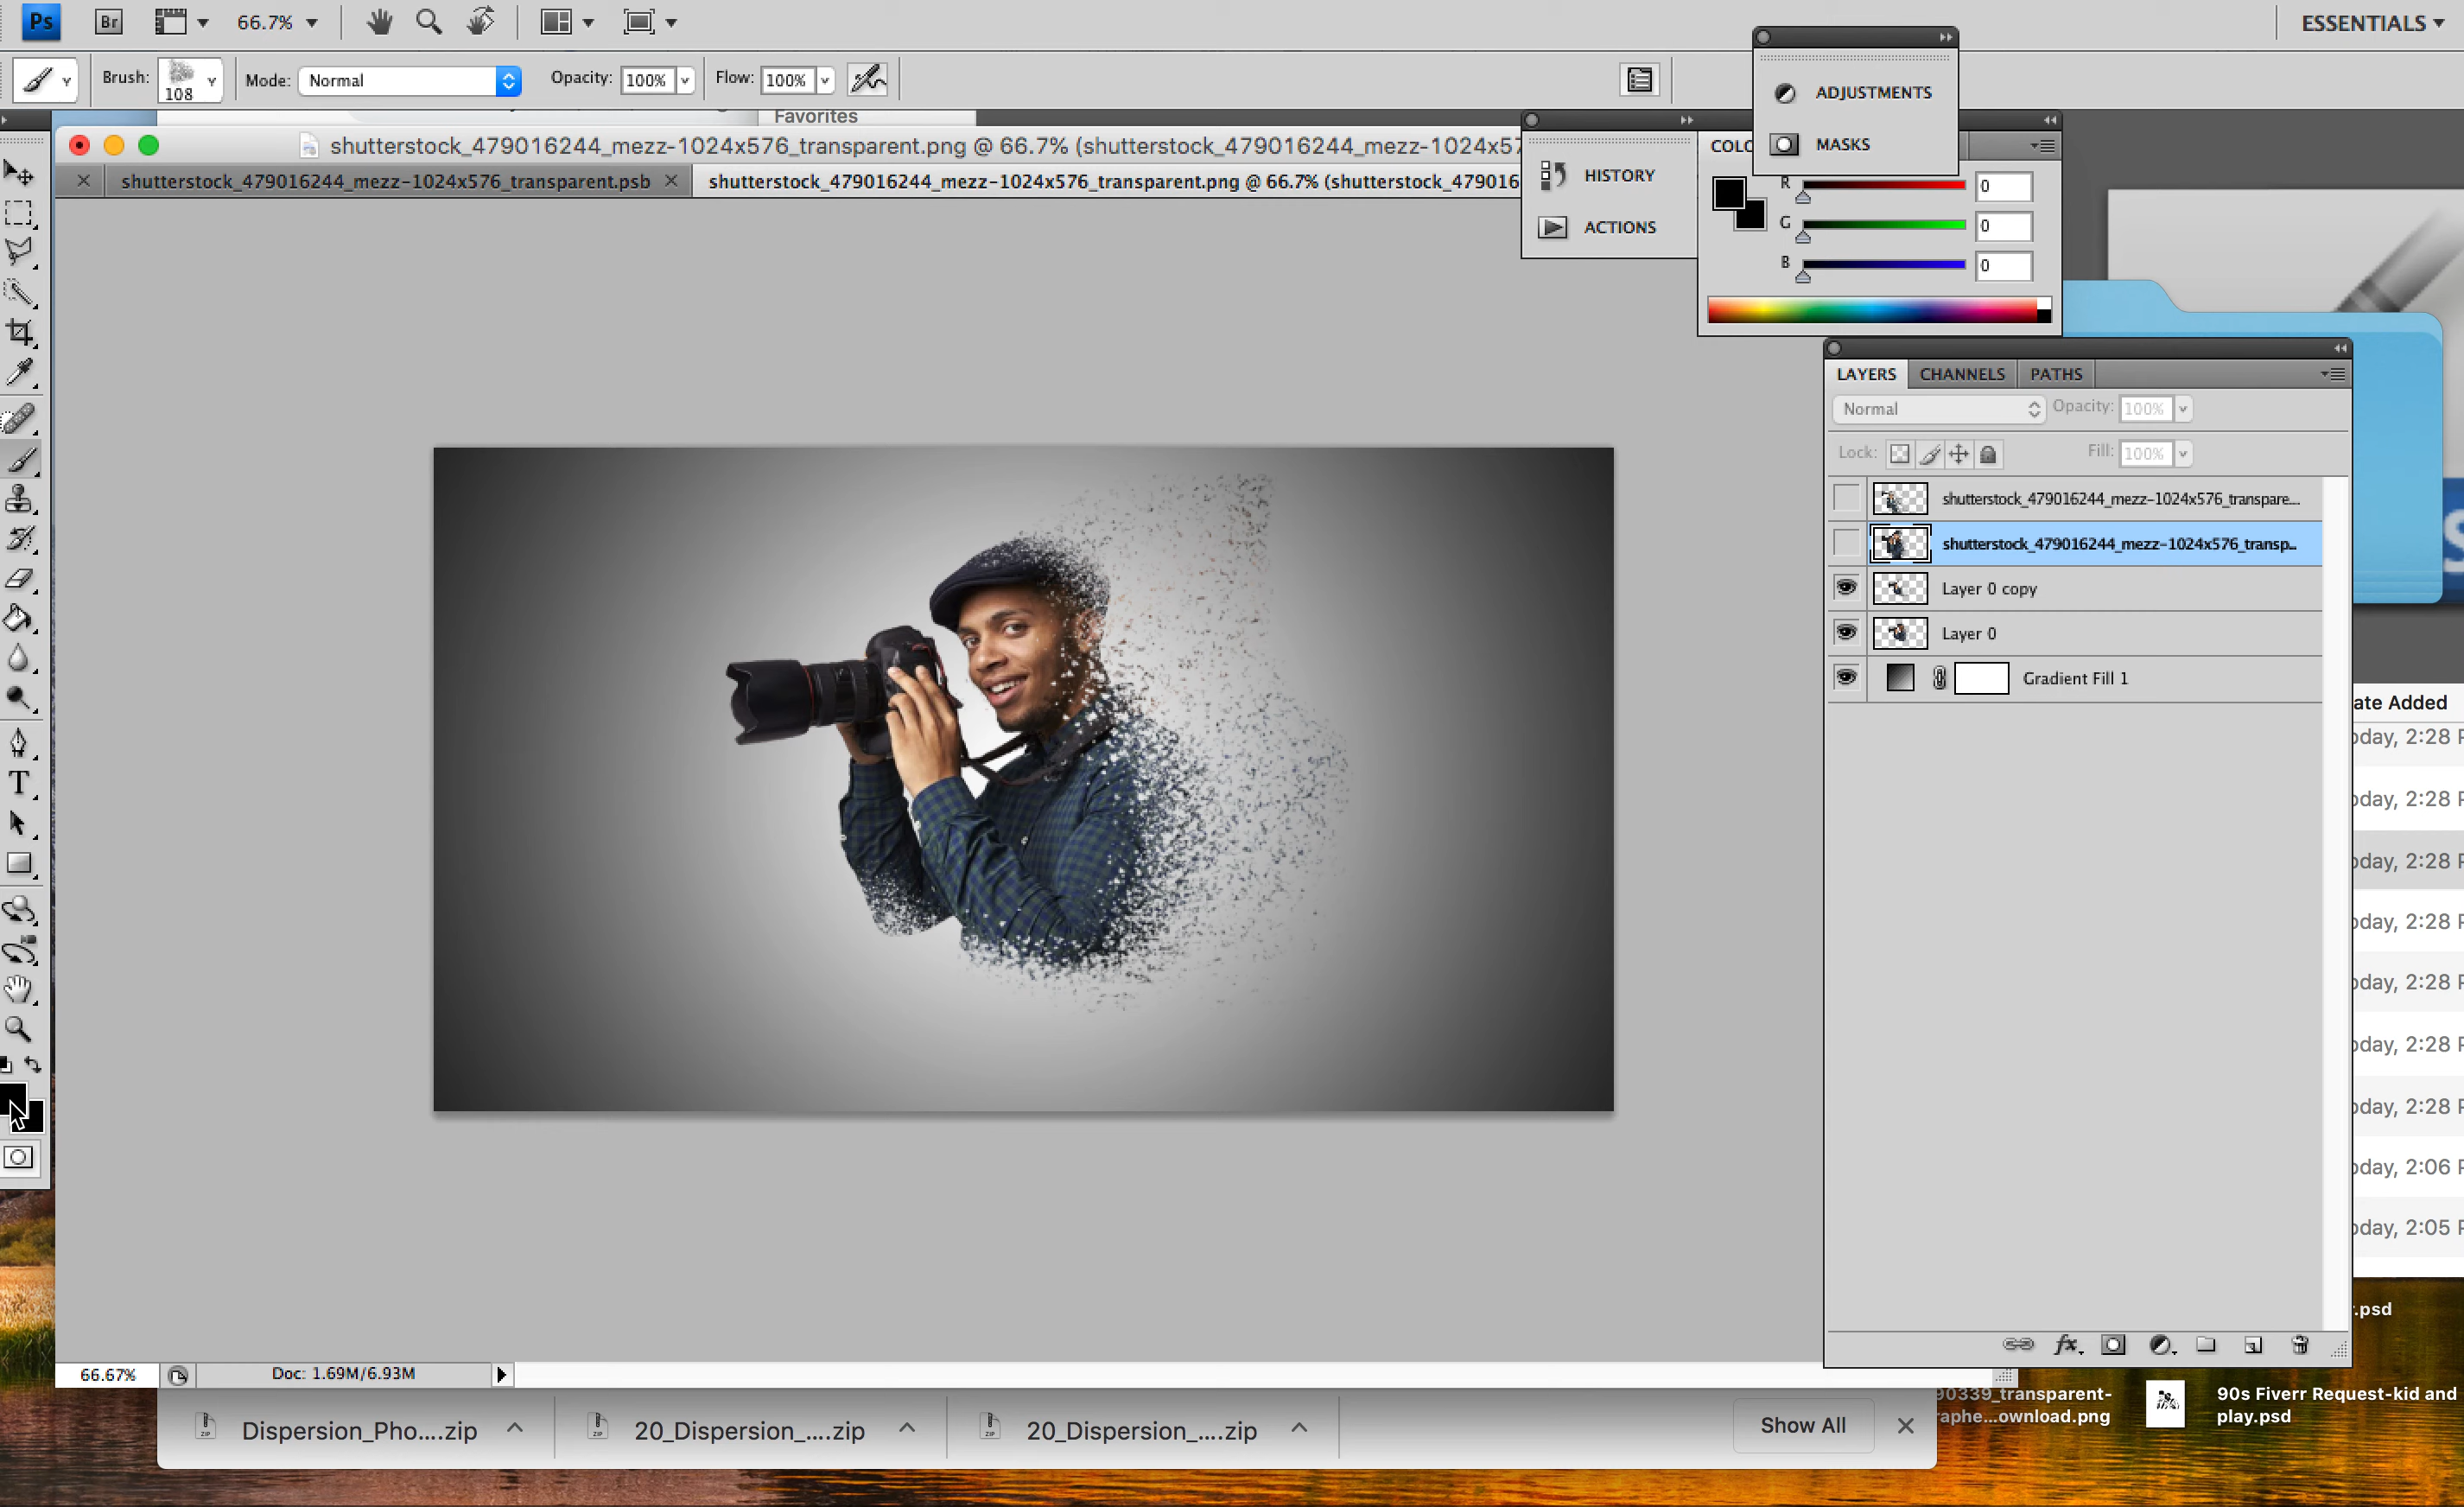 Ps Br 66.7% ESSENTIALS
Brush: 108 Mode: Normal Opacity: 100% Flow: 100%
ADJUSTMENTS
MASKS
Favorites
shutterstock_479016244_mezz-1024x576_transparent.png @ 66.7% (shutterstock_479016244_mezz-1024x57
shutterstock_479016244_mezz-1024x576_transparent.psb
shutterstock_479016244_mezz-1024x576_transparent.png @ 66.7% (shutterstock_479016
HISTORY
ACTIONS
COLO
R 0
G 0
B 0
LAYERS CHANNELS PATHS
Normal Opacity: 100%
Lock: Fill: 100%
shutterstock_479016244_mezz-1024x576_transpare...
shutterstock_479016244_mezz-1024x576_transp...
Layer 0 copy
Layer 0
Gradient Fill 1
T
fx
ate Added
oday, 2:28 P
oday, 2:28 P
oday, 2:28 P
oday, 2:28 P
oday, 2:28 P
oday, 2:28 P
oday, 2:28 P
oday, 2:06 P
oday, 2:05 P
r.psd
66.67% Doc: 1.69M/6.93M
Dispersion_Pho....zip
20_Dispersion_....zip
20_Dispersion_....zip
Show All
90339_transparent-
raphe...ownload.png
90s Fiverr Request-kid and
play.psd